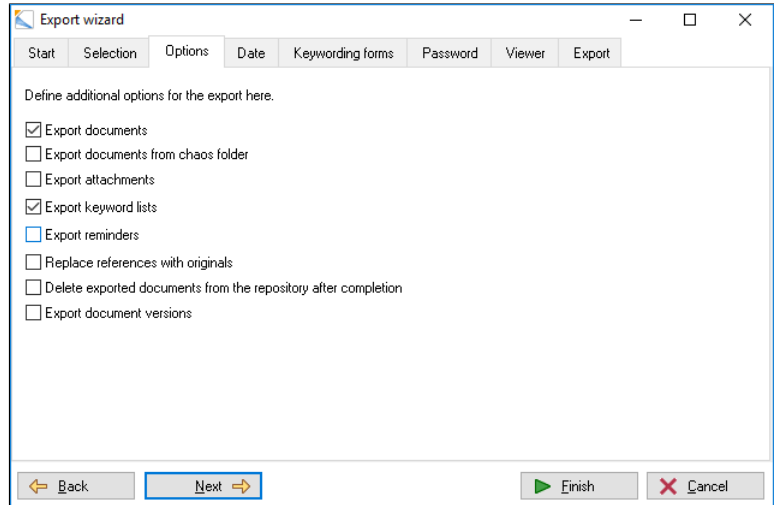 Export wizard
Start Selection Options Date Keywording forms Password Viewer Export
Define additional options for the export here.
Export documents
Export documents from chaos folder
Export attachments
Export keyword lists
Export reminders
Replace references with originals
Delete exported documents from the repository after completion
Export document versions
Back Next Finish Cancel